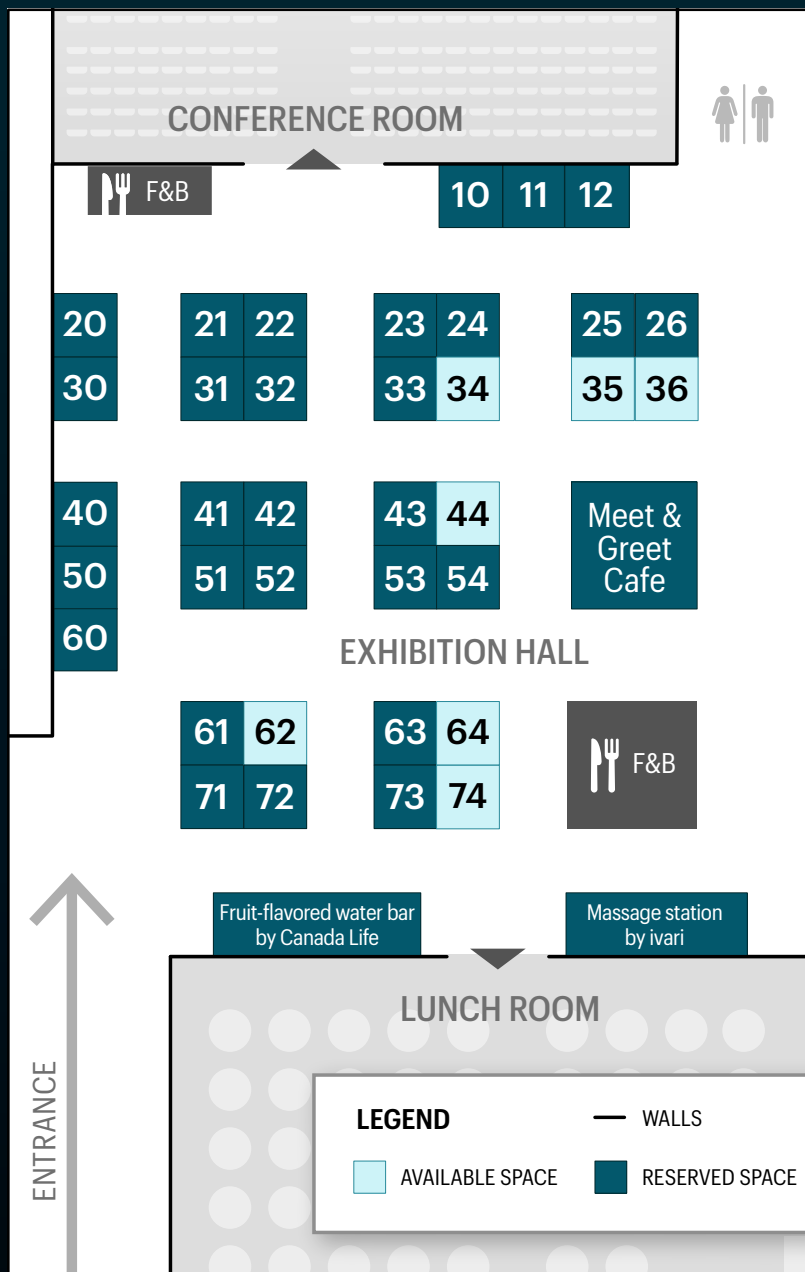 CONFERENCE ROOM
F&B
10 11 12
20 21 22 23 24 25 26
30 31 32 33 34 35 36
40 41 42 43 44
Meet &
Greet
Cafe
50 51 52 53 54
60
EXHIBITION HALL
61 62 63 64
F&B
71 72 73 74
Fruit-flavored water bar
by Canada Life
Massage station
by ivari
LUNCH ROOM
ENTRANCE
LEGEND
WALLS
AVAILABLE SPACE
RESERVED SPACE